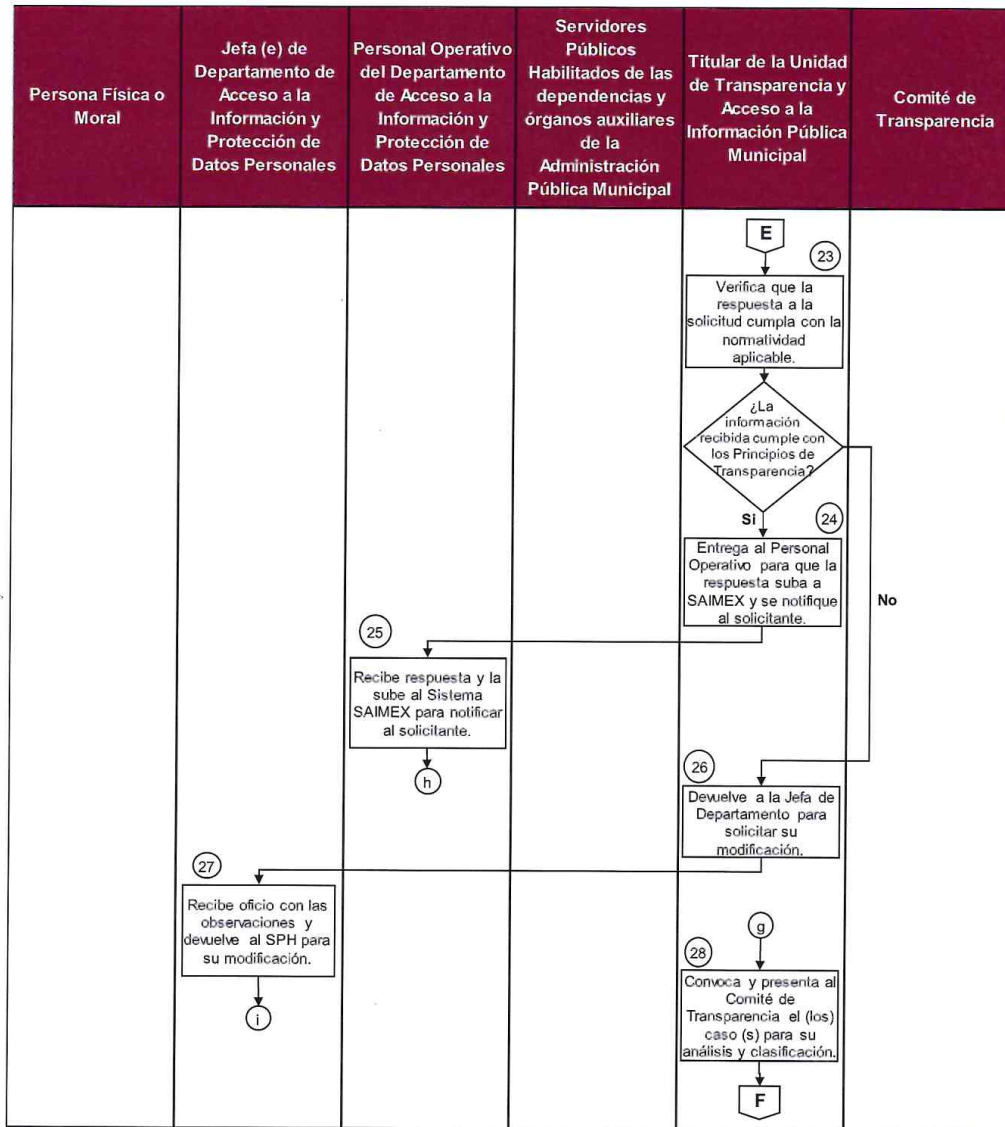 Persona Física o
Moral
Jefa (e) de
Departamento de
Acceso a la
Información y
Protección de
Datos Personales
Personal Operativo
del Departamento
de Acceso a la
Información y
Protección de
Datos Personales
Servidores
Públicos
Habilitados de las
dependencias y
órganos auxiliares
de la
Administración
Pública Municipal
Titular de la Unidad
de Transparencia y
Acceso a la
Información Pública
Municipal
Comité de
Transparencia
E
23
Verifica que la
respuesta a la
solicitud cumpla con la
normatividad
aplicable.
¿La
información
recibida cumple con
los Principios de
Transparencia?
Si
24
Entrega al Personal
Operativo para que la
respuesta suba a
SAIMEX y se notifique
al solicitante.
No
25
Recibe respuesta y la
sube al Sistema
SAIMEX para notificar
al solicitante.
h
26
Devuelve a la Jefa de
Departamento para
solicitar su
modificación.
27
Recibe oficio con las
observaciones y
devuelve al SPH para
su modificación.
i
g
28
Convoca y presenta al
Comité de
Transparencia el (los)
caso (s) para su
análisis y clasificación.
F